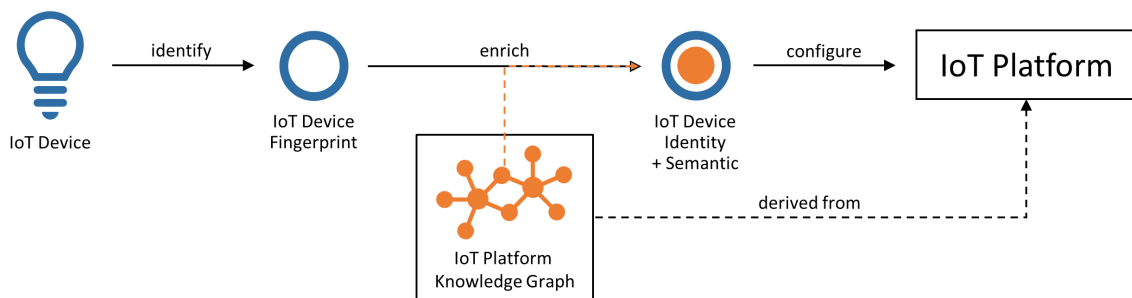 identify
enrich
configure
IoT Platform
IoT Device
IoT Device
Fingerprint
IoT Device
Identity
+ Semantic
derived from
IoT Platform
Knowledge Graph